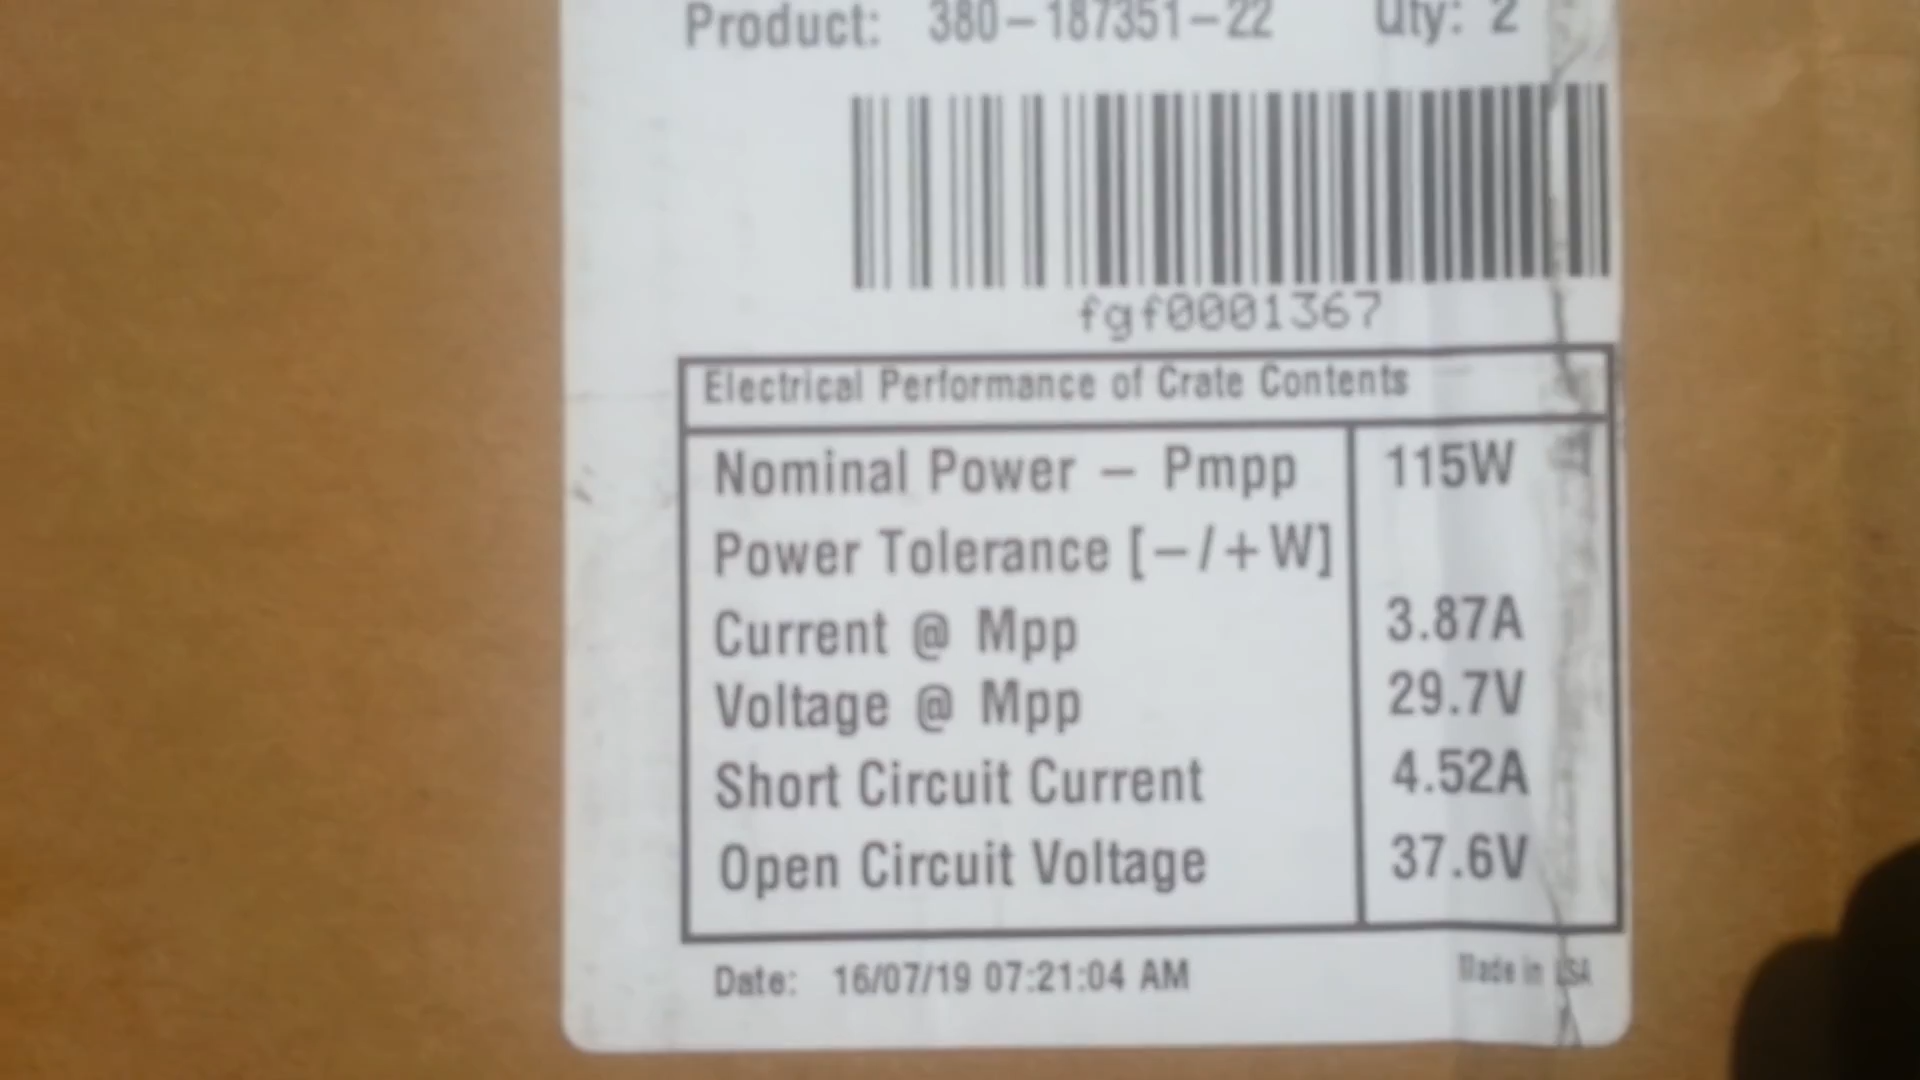 Product: 380-187351-22 Qty: 2
fgf0001367
Electrical Performance of Crate Contents
Nominal Power - Pmpp 115W
Power Tolerance [-/+W]
Current @ Mpp 3.87A
Voltage @ Mpp 29.7V
Short Circuit Current 4.52A
Open Circuit Voltage 37.6V
Date: 16/07/19 07:21:04 AM Made in USA